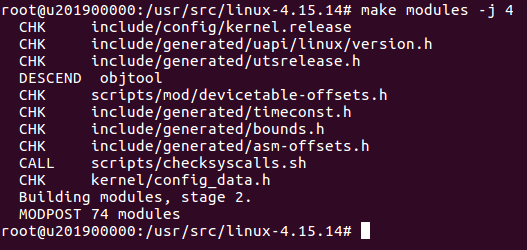 root@u201900000:/usr/src/linux-4.15.14# make modules -j 4
CHK include/config/kernel.release
CHK include/generated/uapi/linux/version.h
CHK include/generated/utsrelease.h
DESCEND objtool
CHK scripts/mod/devicetable-offsets.h
CHK include/generated/timeconst.h
CHK include/generated/bounds.h
CHK include/generated/asm-offsets.h
CALL scripts/checksyscalls.sh
CHK kernel/config_data.h
Building modules, stage 2.
MODPOST 74 modules
root@u201900000:/usr/src/linux-4.15.14#